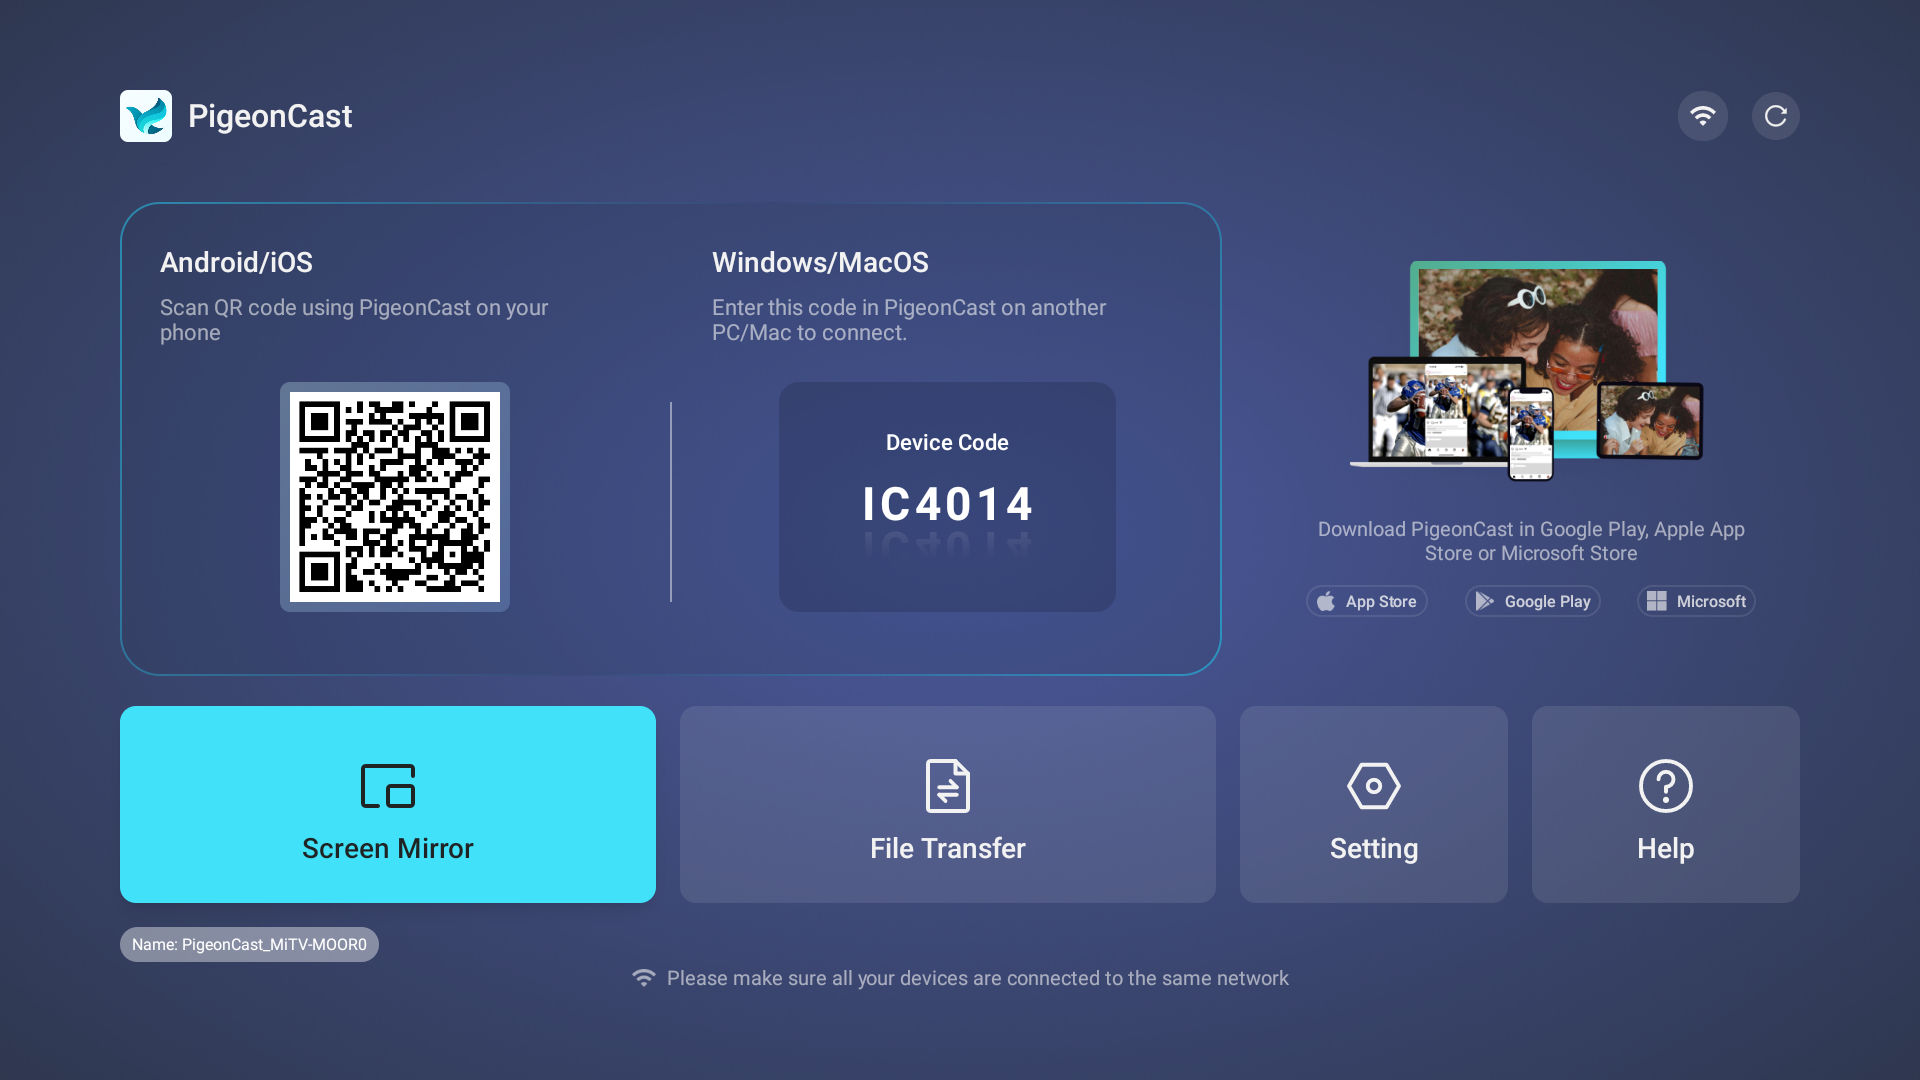 PigeonCast
Android/iOS
Scan QR code using PigeonCast on your
phone
Windows/MacOS
Enter this code in PigeonCast on another
PC/Mac to connect.
Device Code
IC4014
Download PigeonCast in Google Play, Apple App
Store or Microsoft Store
App Store
Google Play
Microsoft
Screen Mirror
File Transfer
Setting
Help
Name: PigeonCast_MiTV-MOOR0
Please make sure all your devices are connected to the same network